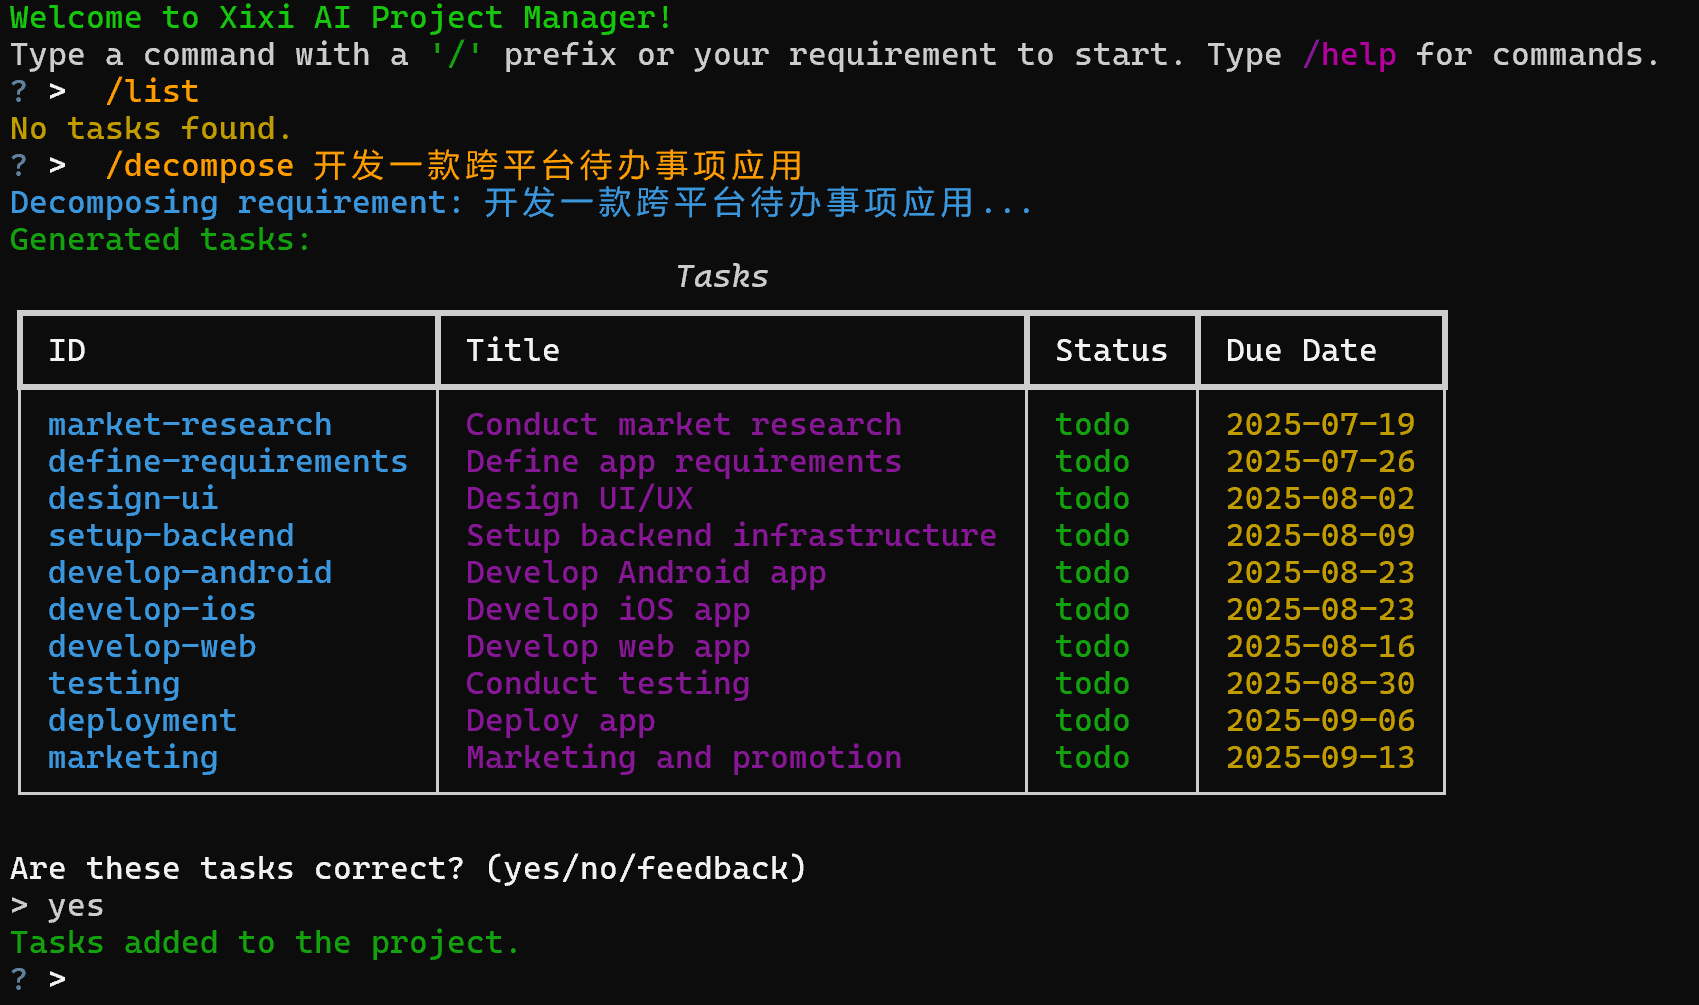 Welcome to Xixi AI Project Manager!
Type a command with a '/' prefix or your requirement to start. Type /help for commands.
? >  /list
No tasks found.
? >  /decompose 开发一款跨平台待办事项应用
Decomposing requirement: 开发一款跨平台待办事项应用...
Generated tasks:
Tasks
ID Title Status Due Date
market-research Conduct market research todo 2025-07-19
define-requirements Define app requirements todo 2025-07-26
design-ui Design UI/UX todo 2025-08-02
setup-backend Setup backend infrastructure todo 2025-08-09
develop-android Develop Android app todo 2025-08-23
develop-ios Develop iOS app todo 2025-08-23
develop-web Develop web app todo 2025-08-16
testing Conduct testing todo 2025-08-30
deployment Deploy app todo 2025-09-06
marketing Marketing and promotion todo 2025-09-13
Are these tasks correct? (yes/no/feedback)
> yes
Tasks added to the project.
? >